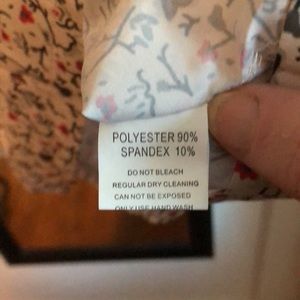 POLYESTER 90%
SPANDEX 10%
DO NOT BLEACH
REGULAR DRY CLEANING
CAN NOT BE EXPOSED
ONLY USE HAND WASH